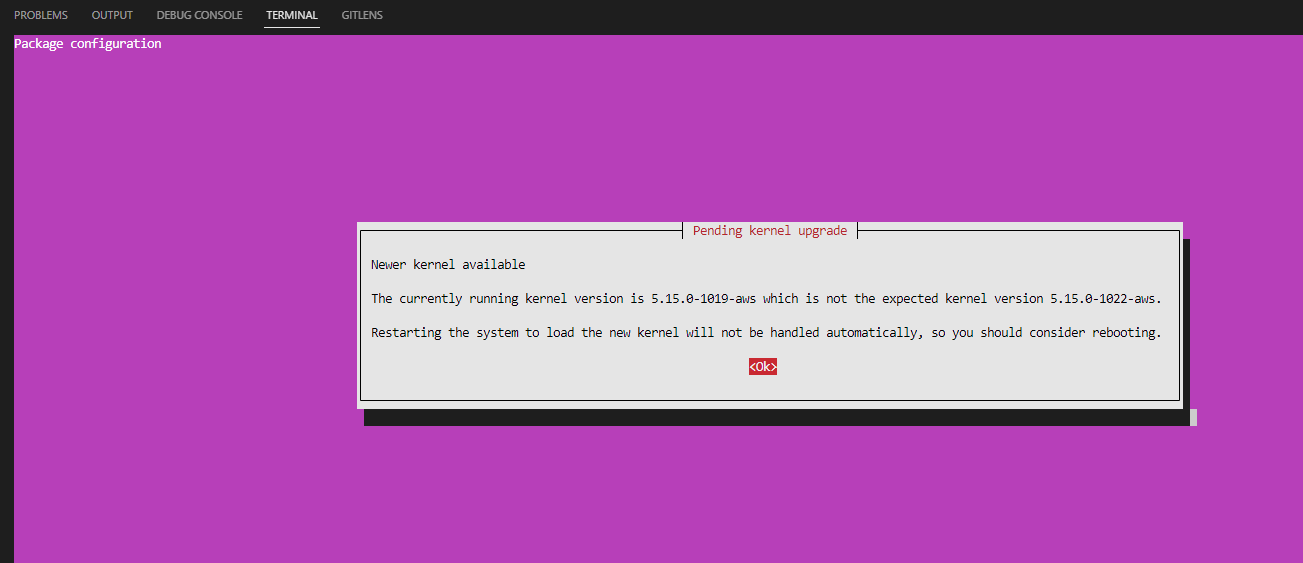 PROBLEMS OUTPUT DEBUG CONSOLE TERMINAL GITLENS
Package configuration
Pending kernel upgrade
Newer kernel available
The currently running kernel version is 5.15.0-1019-aws which is not the expected kernel version 5.15.0-1022-aws.
Restarting the system to load the new kernel will not be handled automatically, so you should consider rebooting.
<Ok>